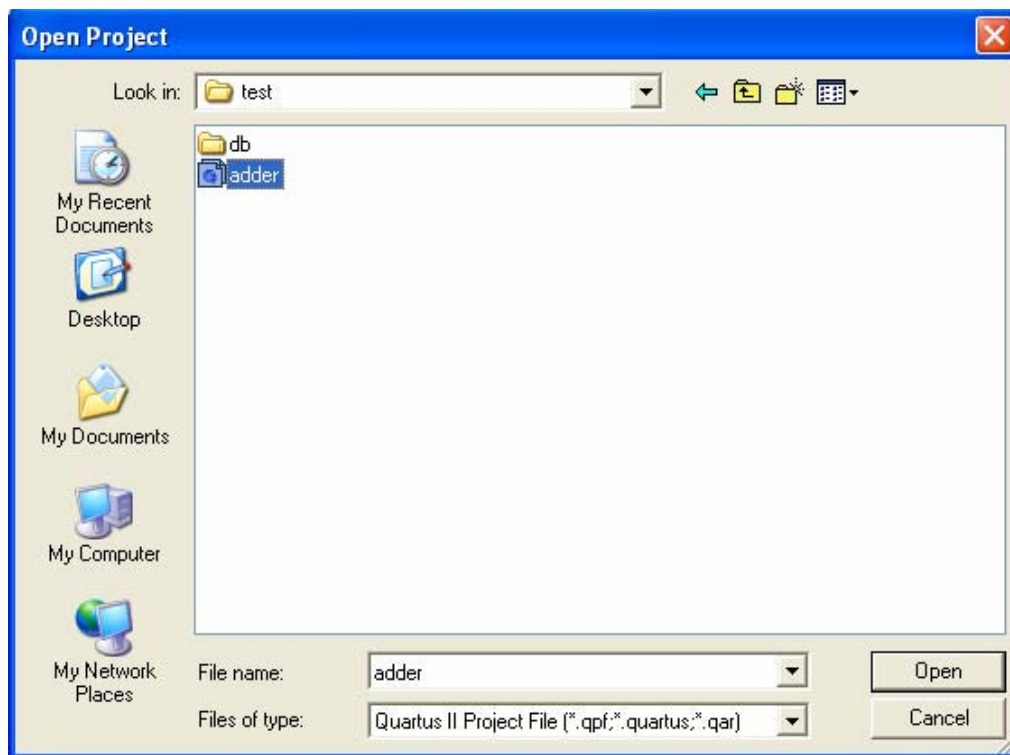 Open Project
Look in:
test
db
adder
My Recent
Documents
Desktop
My Documents
My Computer
My Network
Places
File name:
adder
Open
Files of type:
Quartus II Project File (*.qpf;*.quartus;*.qar)
Cancel